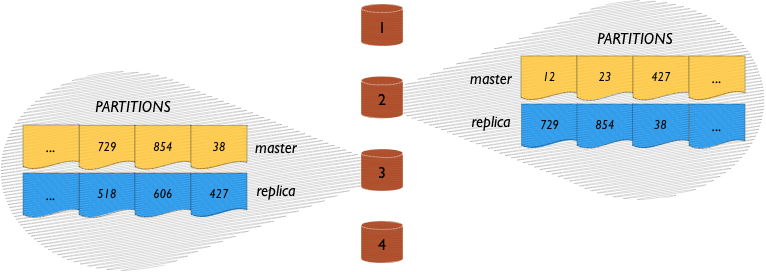 1
PARTITIONS
master 12 23 427 ...
2
replica 729 854 38 ...
PARTITIONS
... 729 854 38 master
3
... 518 606 427 replica
4